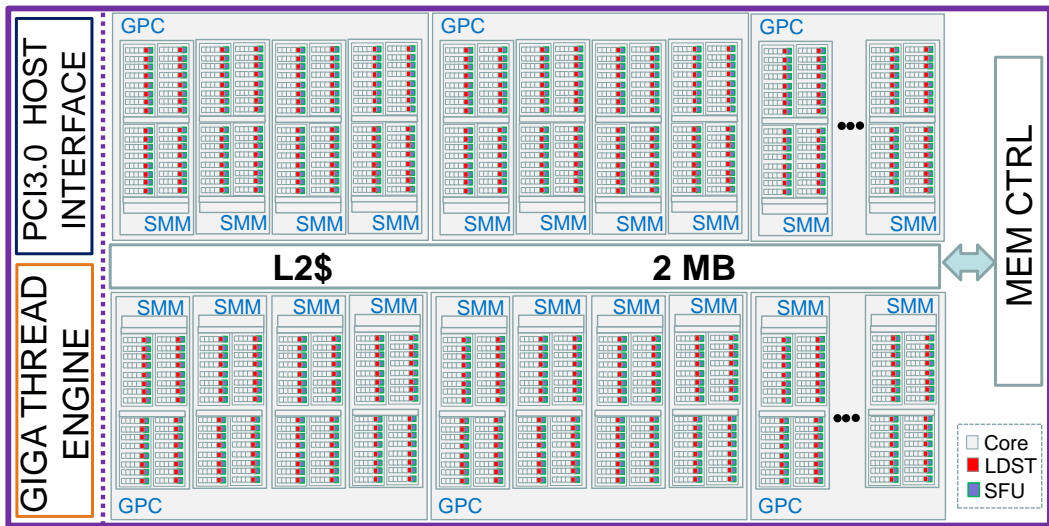 PCI3.0 HOST
INTERFACE
GIGA THREAD
ENGINE
GPC
GPC
GPC
SMM
SMM
SMM
SMM
SMM
SMM
SMM
SMM
SMM
SMM
L2$ 2 MB
MEM CTRL
SMM
SMM
SMM
SMM
SMM
SMM
SMM
SMM
SMM
SMM
GPC
GPC
GPC
Core
LDST
SFU